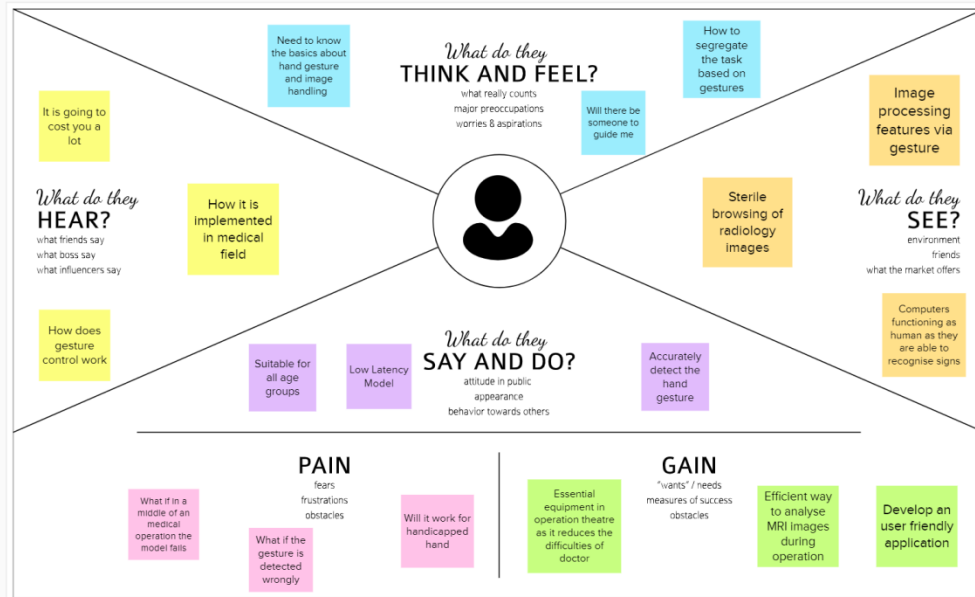 Need to know
the basics about
hand gesture
and image
handling
What do they
THINK AND FEEL?
what really counts
major preoccupations
worries & aspirations
Will there be
someone to
guide me
How to
segregate
the task
based on
gestures
It is going to
cost you a
lot
What do they
HEAR?
what friends say
what boss say
what influencers say
How it is
implemented
in medical
field
How does
gesture
control work
Image
processing
features via
gesture
Sterile
browsing of
radiology
images
What do they
SEE?
environment
friends
what the market offers
Computers
functioning as
human as they
are able to
recognise signs
What do they
SAY AND DO?
attitude in public
appearance
behavior towards others
Suitable for
all age
groups
Low Latency
Model
Accurately
detect the
hand
gesture
PAIN
fears
frustrations
obstacles
What if in a
middle of an
medical
operation the
model fails
What if the
gesture is
detected
wrongly
Will it work for
handicapped
hand
GAIN
"wants" / needs
measures of success
obstacles
Essential
equipment in
operation theatre
as it reduces the
difficulties of
doctor
Efficient way
to analyse
MRI images
during
operation
Develop an
user friendly
application